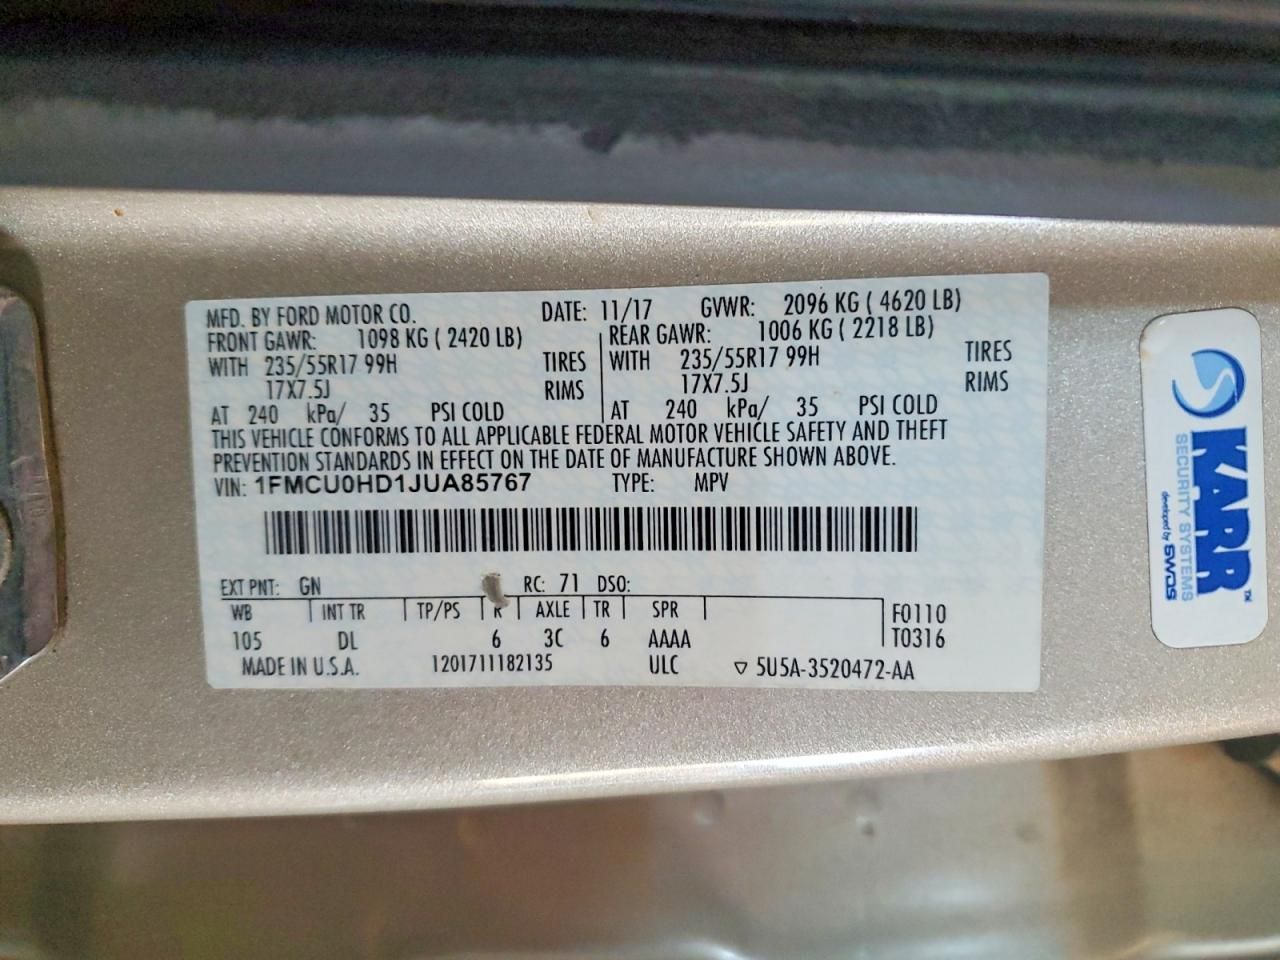 MFD. BY FORD MOTOR CO. DATE: 11/17 GVWR: 2096 KG ( 4620 LB)
FRONT GAWR: 1098 KG ( 2420 LB) REAR GAWR: 1006 KG ( 2218 LB)
WITH 235/55R17 99H TIRES WITH 235/55R17 99H TIRES
17X7.5J RIMS 17X7.5J RIMS
AT 240 kPa/ 35 PSI COLD AT 240 kPa/ 35 PSI COLD
THIS VEHICLE CONFORMS TO ALL APPLICABLE FEDERAL MOTOR VEHICLE SAFETY AND THEFT
PREVENTION STANDARDS IN EFFECT ON THE DATE OF MANUFACTURE SHOWN ABOVE.
VIN: 1FMCU0HD1JUA85767 TYPE: MPV
EXT PNT: GN RC: 71 DSO:
WB INT TR TP/PS R AXLE TR SPR F0110
105 DL 6 3C 6 AAAA T0316
MADE IN U.S.A. 1201711182135 ULC ▽ 5U5A-3520472-AA
KARR™
SECURITY SYSTEMS
developed by SWDS